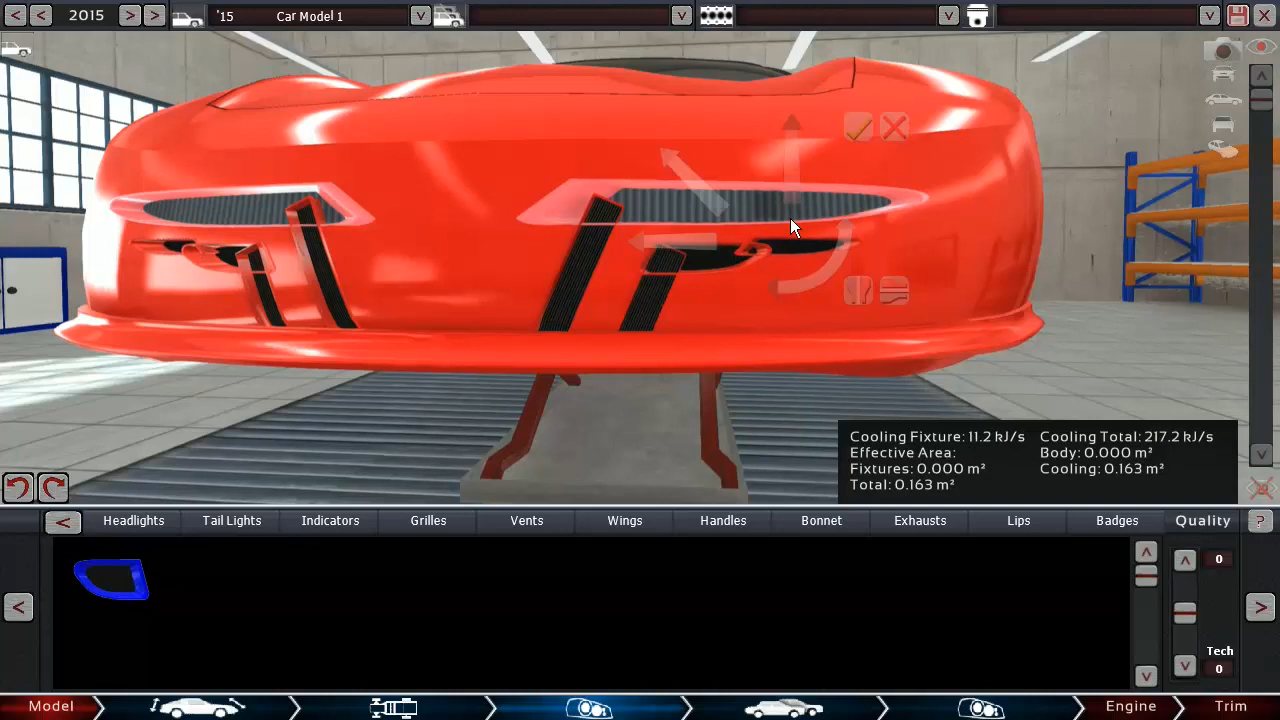 2015
'15 Car Model 1
Cooling Fixture: 11.2 kJ/s Cooling Total: 217.2 kJ/s
Effective Area: Body: 0.000 m²
Fixtures: 0.000 m² Cooling: 0.163 m²
Total: 0.163 m²
Headlights Tail Lights Indicators Grilles Vents Wings Handles Bonnet Exhausts Lips Badges Quality ?
0
Tech
0
Model Engine Trim